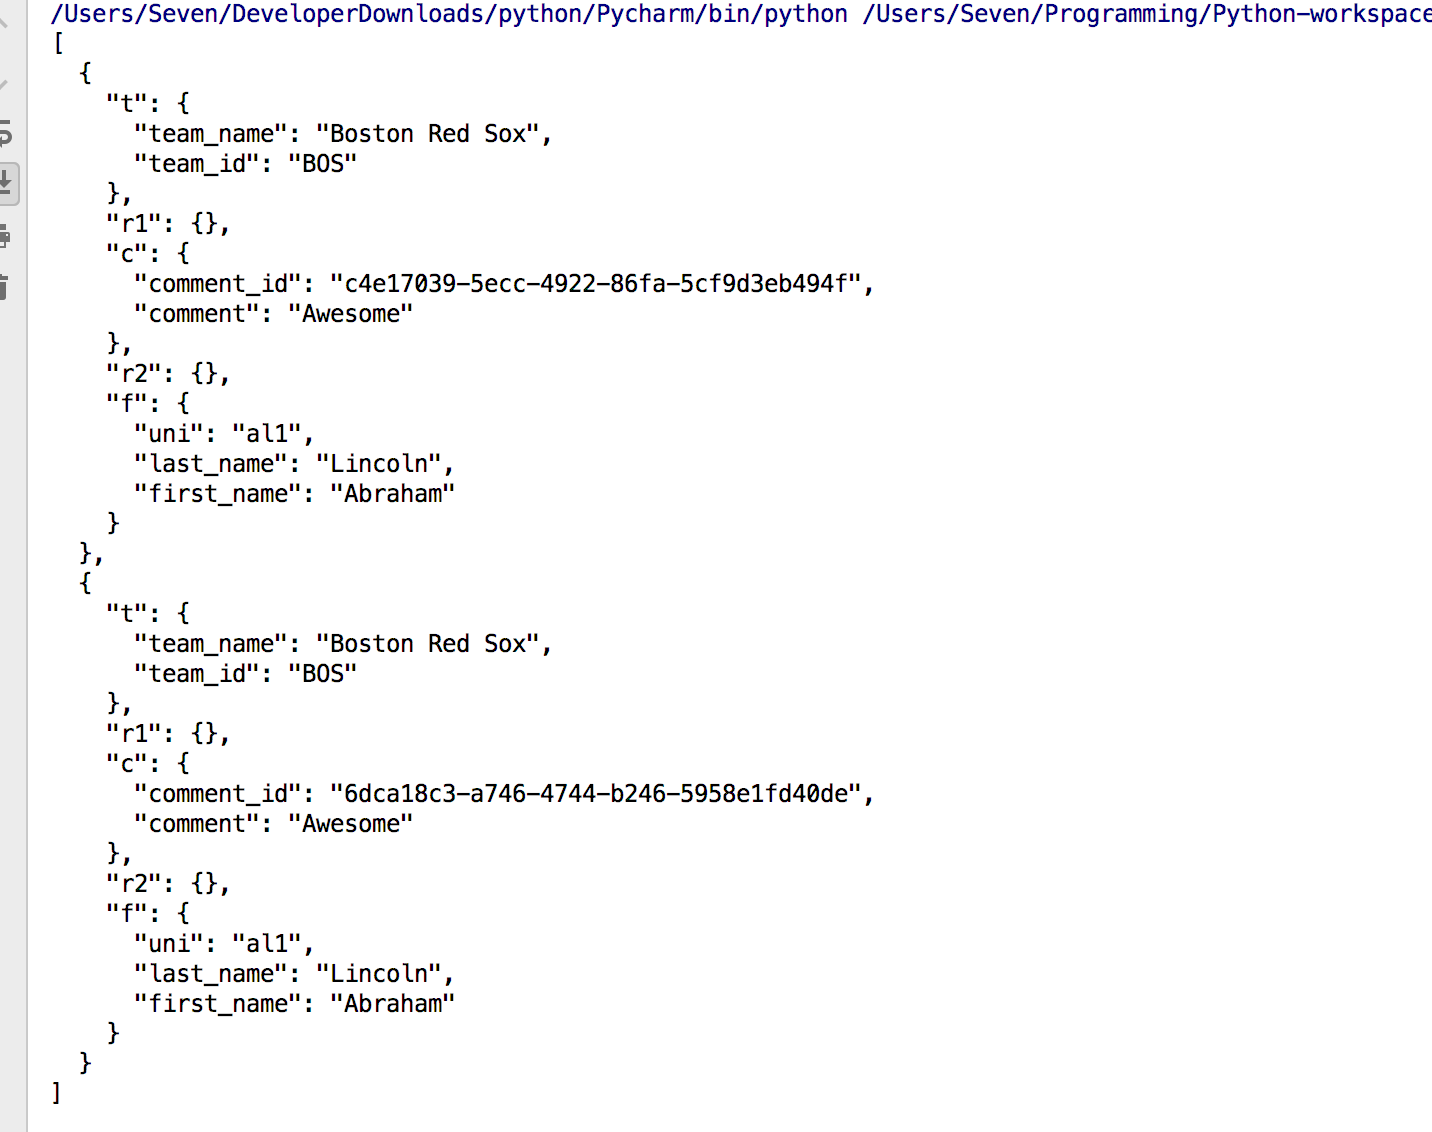 /Users/Seven/DeveloperDownloads/python/Pycharm/bin/python /Users/Seven/Programming/Python-workspace
[
  {
    "t": {
      "team_name": "Boston Red Sox",
      "team_id": "BOS"
    },
    "r1": {},
    "c": {
      "comment_id": "c4e17039-5ecc-4922-86fa-5cf9d3eb494f",
      "comment": "Awesome"
    },
    "r2": {},
    "f": {
      "uni": "al1",
      "last_name": "Lincoln",
      "first_name": "Abraham"
    }
  },
  {
    "t": {
      "team_name": "Boston Red Sox",
      "team_id": "BOS"
    },
    "r1": {},
    "c": {
      "comment_id": "6dca18c3-a746-4744-b246-5958e1fd40de",
      "comment": "Awesome"
    },
    "r2": {},
    "f": {
      "uni": "al1",
      "last_name": "Lincoln",
      "first_name": "Abraham"
    }
  }
]